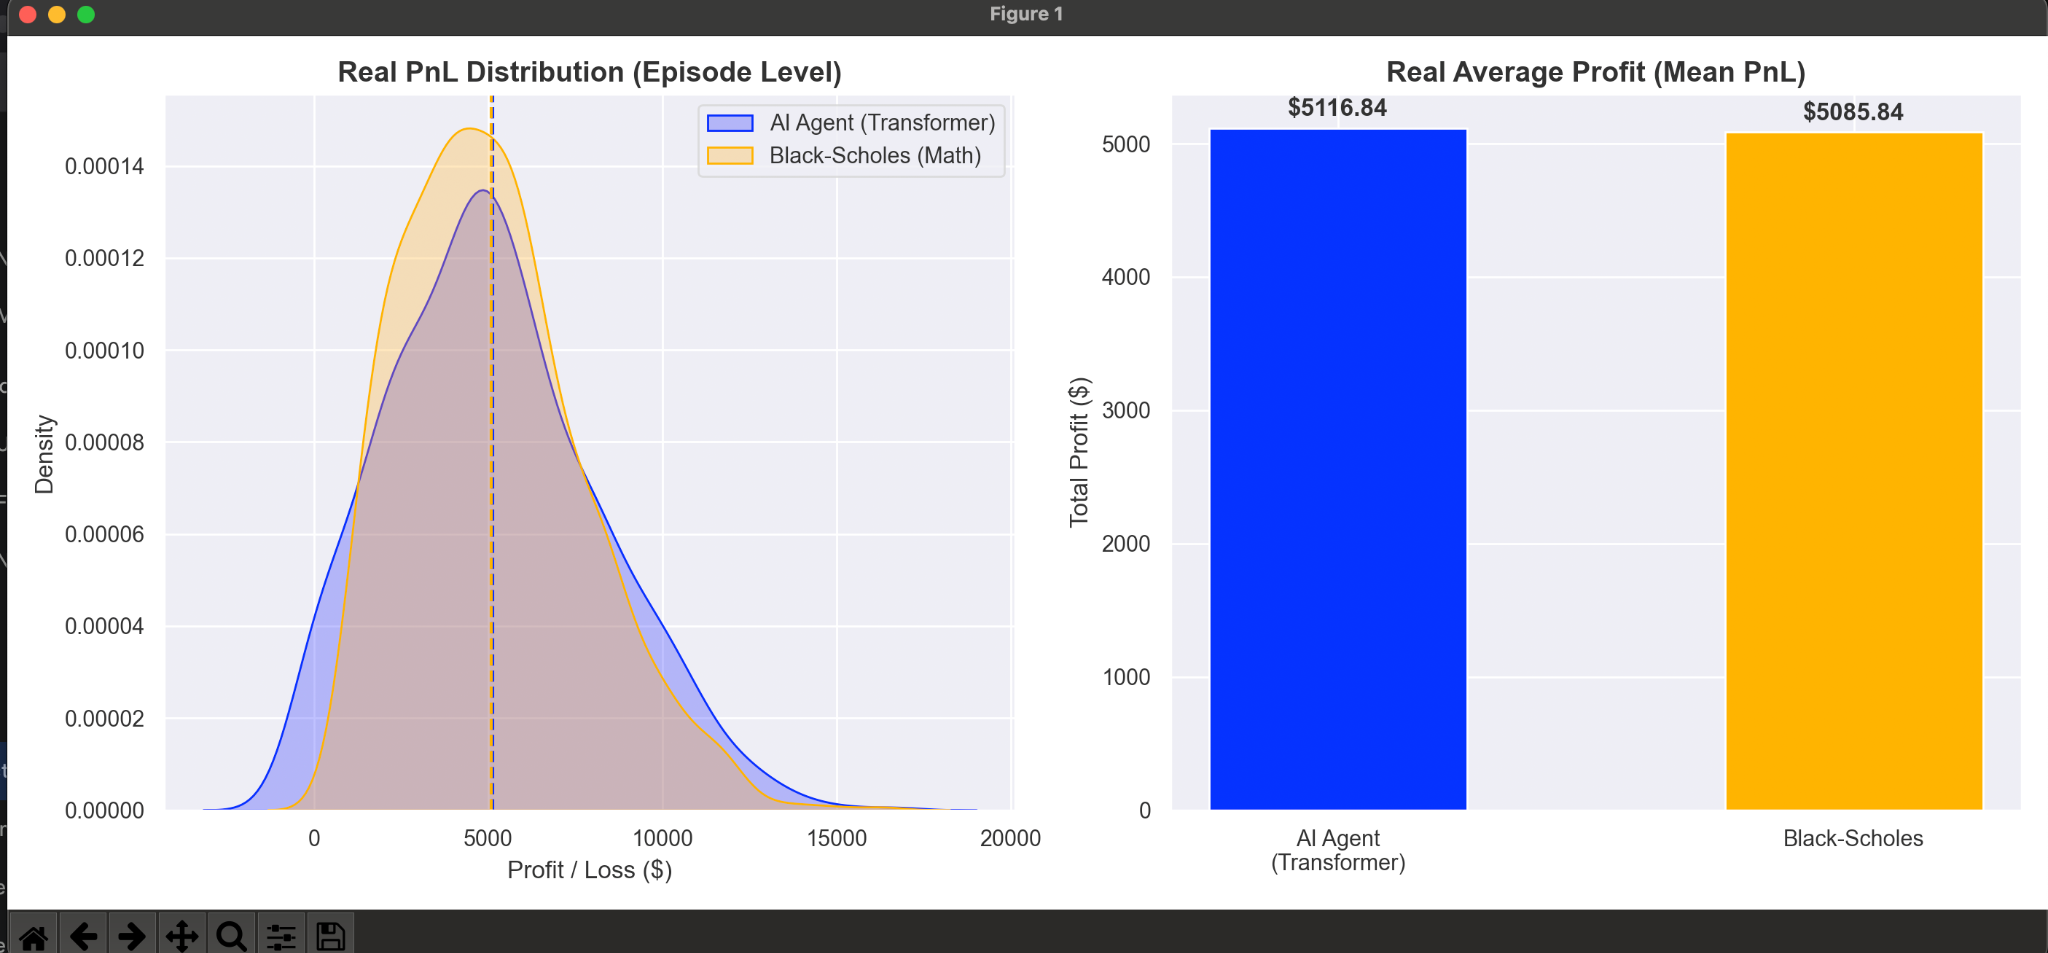 Figure 1
Real PnL Distribution (Episode Level)
AI Agent (Transformer)
Black-Scholes (Math)
0.00014
0.00012
0.00010
0.00008
0.00006
0.00004
0.00002
0.00000
Density
0 5000 10000 15000 20000
Profit / Loss ($)
Real Average Profit (Mean PnL)
$5116.84 $5085.84
5000
4000
3000
2000
1000
0
Total Profit ($)
AI Agent
(Transformer)
Black-Scholes